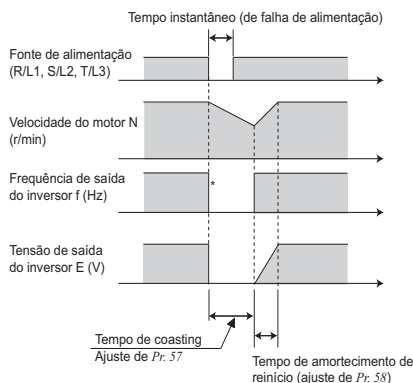 Tempo instantâneo (de falha de alimentação)
Fonte de alimentação
(R/L1, S/L2, T/L3)
Velocidade do motor N
(r/min)
Frequência de saída
do inversor f (Hz)
*
Tensão de saída
do inversor E (V)
Tempo de coasting
Ajuste de Pr. 57
Tempo de amortecimento de
reinício (ajuste de Pr. 58)